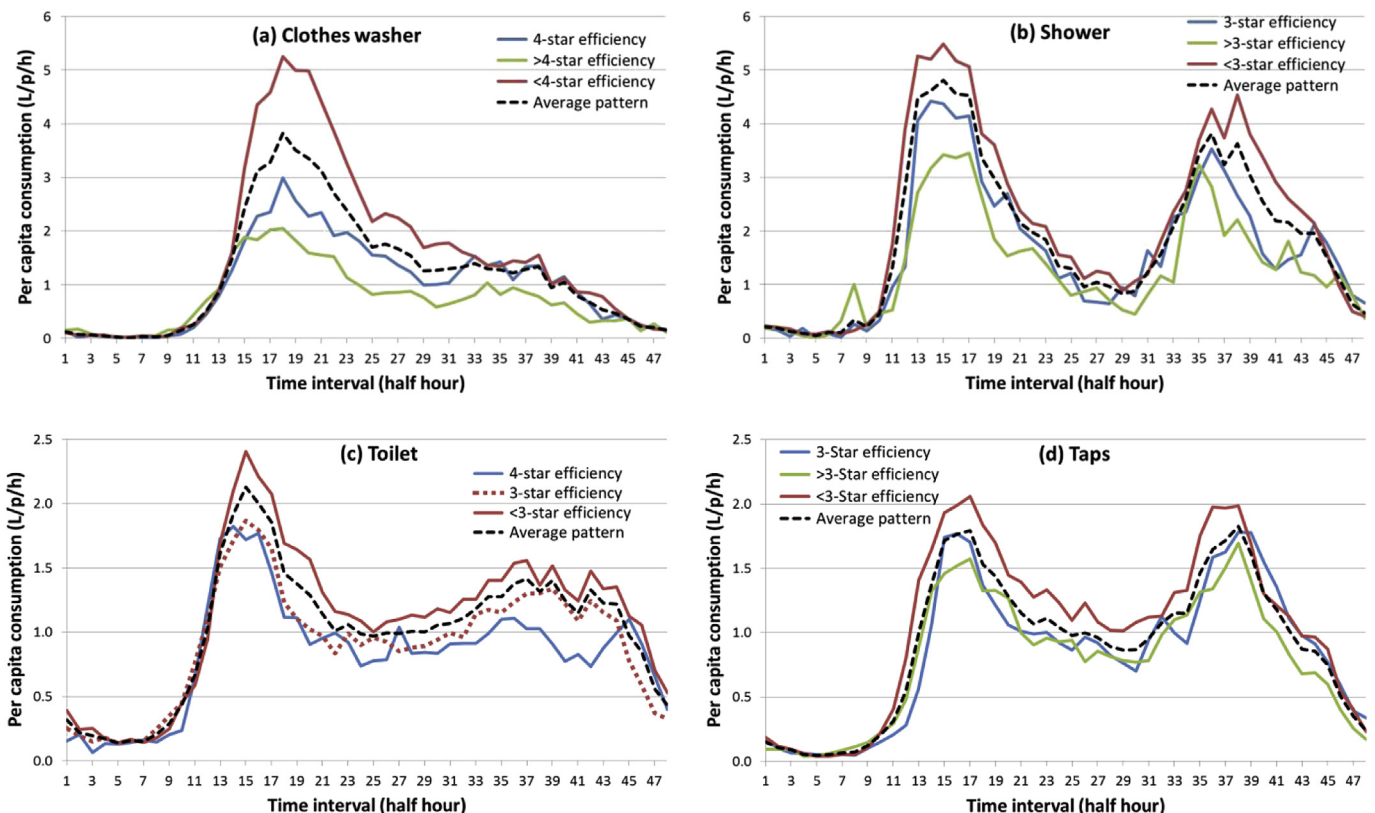 (a) Clothes washer
4-star efficiency
>4-star efficiency
<4-star efficiency
Average pattern
Per capita consumption (L/p/h)
6
5
4
3
2
1
0
1 3 5 7 9 11 13 15 17 19 21 23 25 27 29 31 33 35 37 39 41 43 45 47
Time interval (half hour)
(b) Shower
3-star efficiency
>3-star efficiency
<3-star efficiency
Average pattern
Per capita consumption (L/p/h)
6
5
4
3
2
1
0
1 3 5 7 9 11 13 15 17 19 21 23 25 27 29 31 33 35 37 39 41 43 45 47
Time interval (half hour)
(c) Toilet
4-star efficiency
3-star efficiency
<3-star efficiency
Average pattern
Per capita consumption (L/p/h)
2.5
2.0
1.5
1.0
0.5
0.0
1 3 5 7 9 11 13 15 17 19 21 23 25 27 29 31 33 35 37 39 41 43 45 47
Time interval (half hour)
(d) Taps
3-Star efficiency
>3-Star efficiency
<3-Star efficiency
Average pattern
Per capita consumption (L/p/h)
2.5
2.0
1.5
1.0
0.5
0.0
1 3 5 7 9 11 13 15 17 19 21 23 25 27 29 31 33 35 37 39 41 43 45 47
Time interval (half hour)